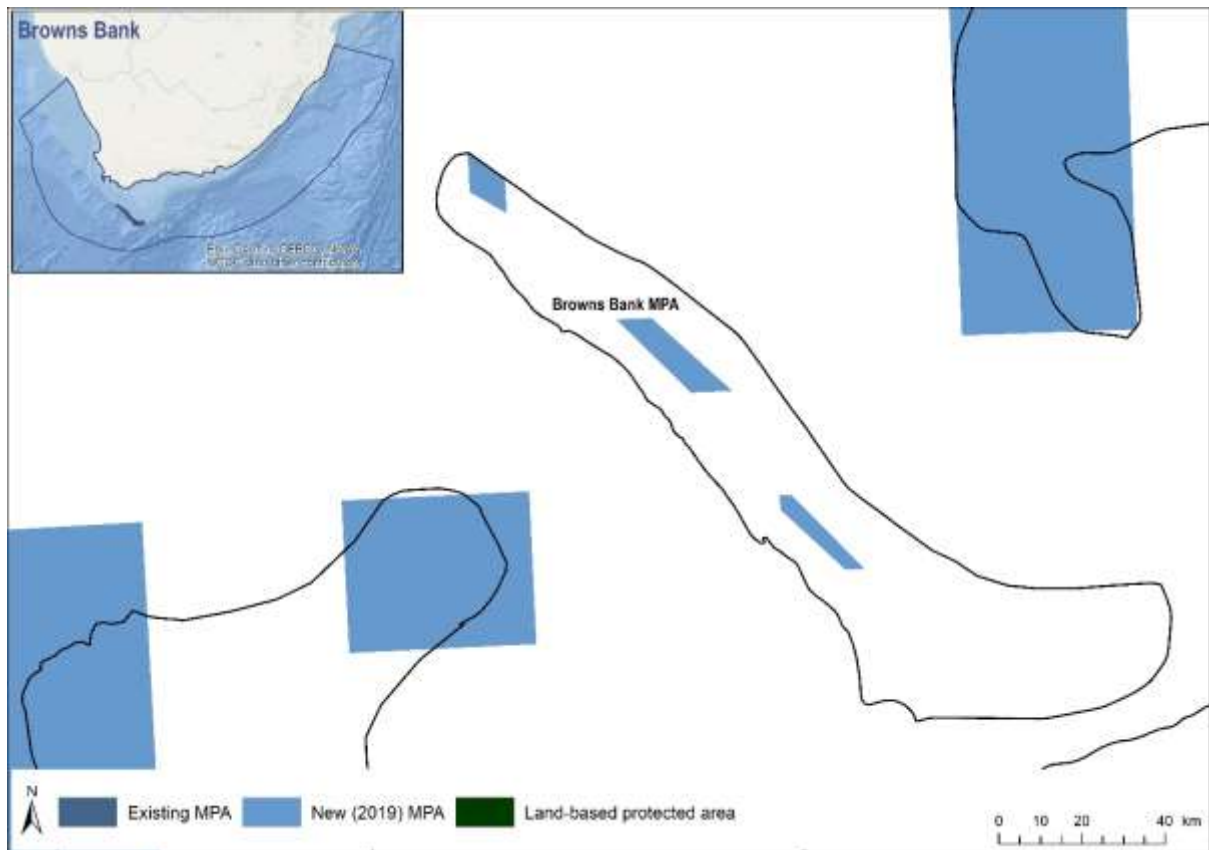 Browns Bank
Browns Bank MPA
N
Existing MPA
New (2019) MPA
Land-based protected area
0 10 20 30 40 km